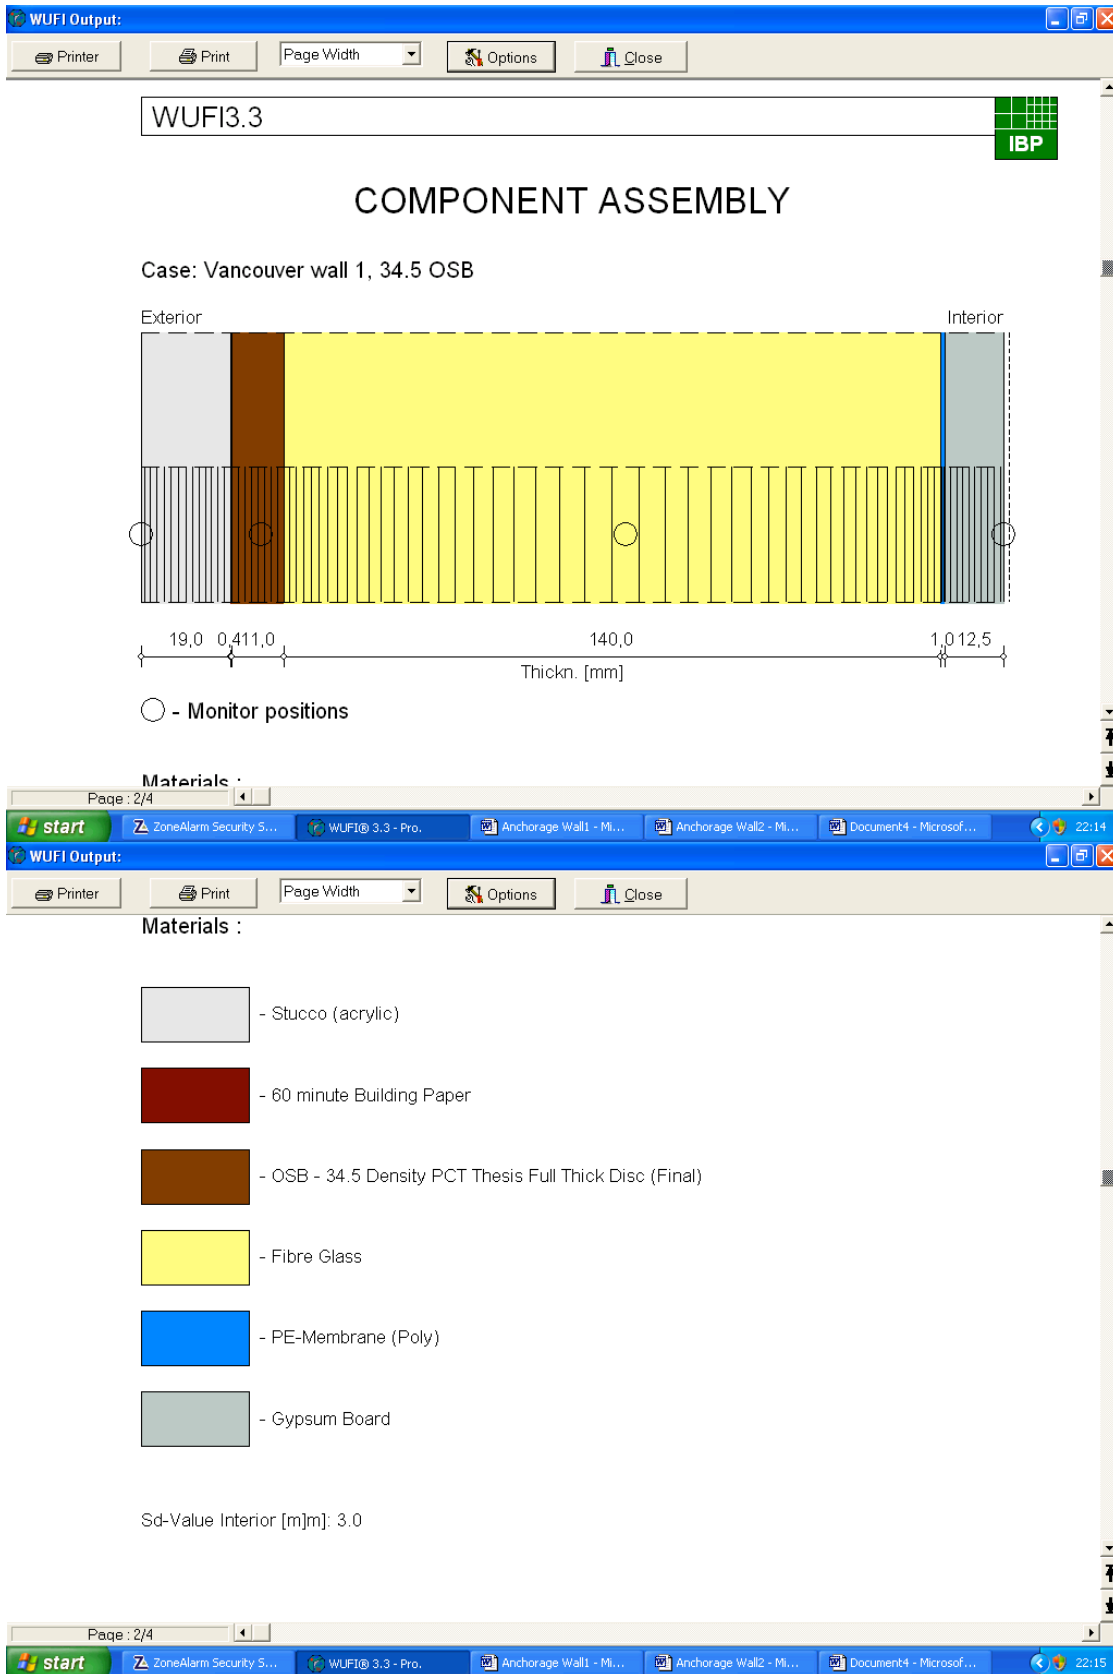 WUFI Output:
Printer Print Page Width Options Close
WUFI3.3
IBP
COMPONENT ASSEMBLY
Case: Vancouver wall 1, 34.5 OSB
Exterior Interior
19,0 0,411,0 140,0 1,012,5
Thickn. [mm]
- Monitor positions
Materials :
Page : 2/4
start ZoneAlarm Security S... WUFI® 3.3 - Pro. Anchorage Wall1 - Mi... Anchorage Wall2 - Mi... Document4 - Microsof... 22:14
WUFI Output:
Printer Print Page Width Options Close
Materials :
- Stucco (acrylic)
- 60 minute Building Paper
- OSB - 34.5 Density PCT Thesis Full Thick Disc (Final)
- Fibre Glass
- PE-Membrane (Poly)
- Gypsum Board
Sd-Value Interior [m]m]: 3.0
Page : 2/4
start ZoneAlarm Security S... WUFI® 3.3 - Pro. Anchorage Wall1 - Mi... Anchorage Wall2 - Mi... Document4 - Microsof... 22:15